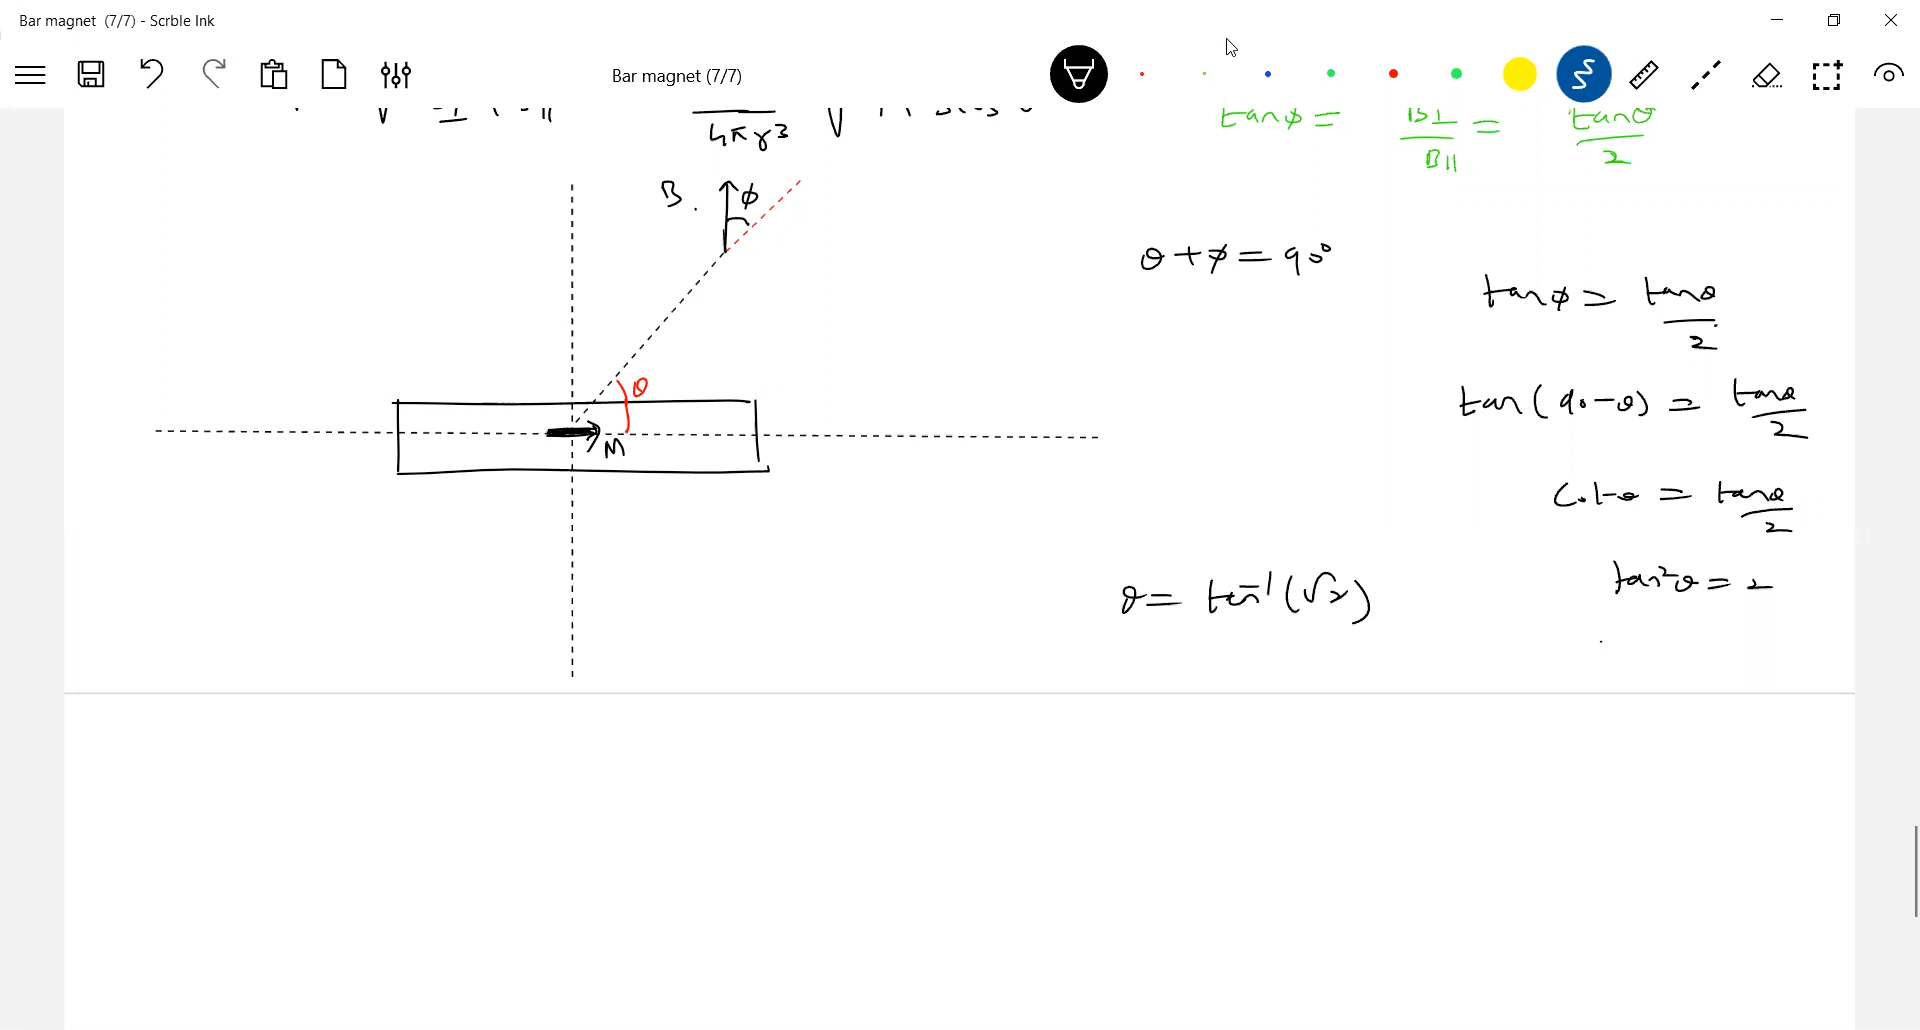 Bar magnet (7/7) - Scrble Ink
Bar magnet (7/7)
4πr³
tanϕ = B⊥/B|| = tanθ/2
B.
ϕ
θ + ϕ = 90°
tanϕ = tanθ/2
θ
M
tan(90-θ) = tanθ/2
cotθ = tanθ/2
tan²θ = 2
θ = tan⁻¹(√2)